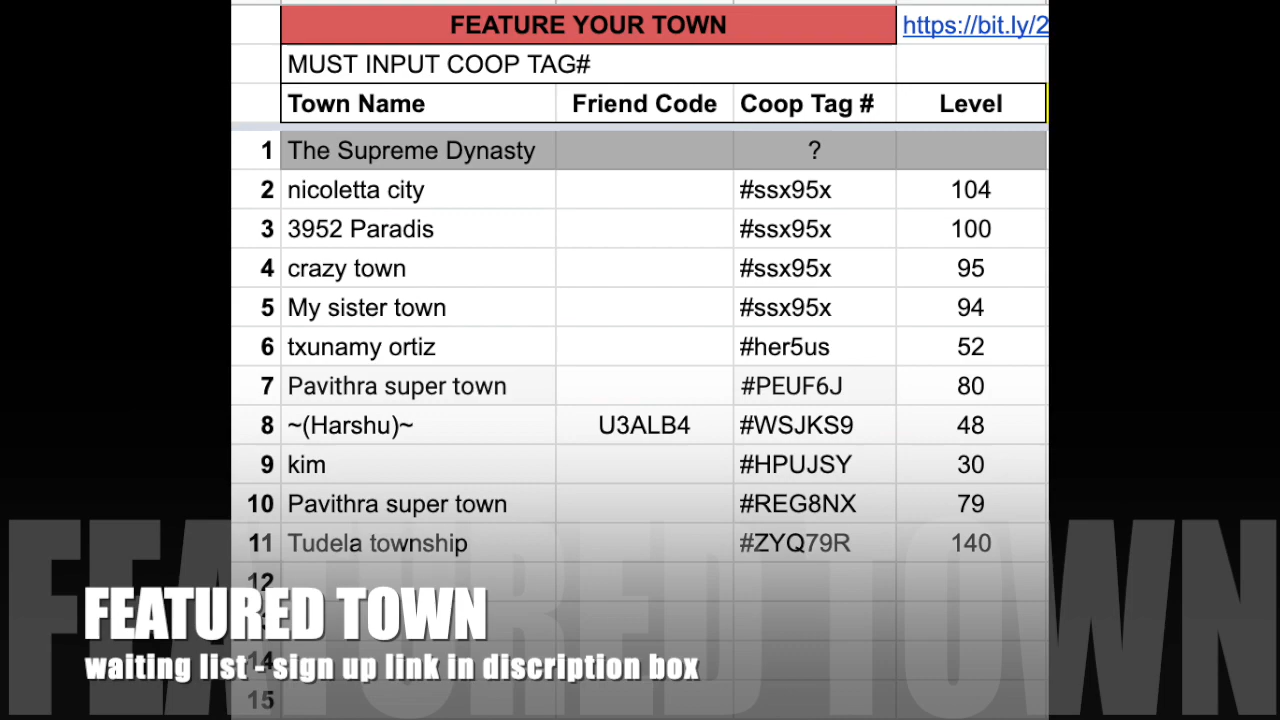 FEATURE YOUR TOWN https://bit.ly/2
MUST INPUT COOP TAG#
Town Name Friend Code Coop Tag # Level
1 The Supreme Dynasty ?
2 nicoletta city #ssx95x 104
3 3952 Paradis #ssx95x 100
4 crazy town #ssx95x 95
5 My sister town #ssx95x 94
6 txunamy ortiz #her5us 52
7 Pavithra super town #PEUF6J 80
8 ~(Harshu)~ U3ALB4 #WSJKS9 48
9 kim #HPUJSY 30
10 Pavithra super town #REG8NX 79
11 Tudela township #ZYQ79R 140
12
FEATURED TOWN
FEATURED TOWN
14
waiting list - sign up link in discription box
15